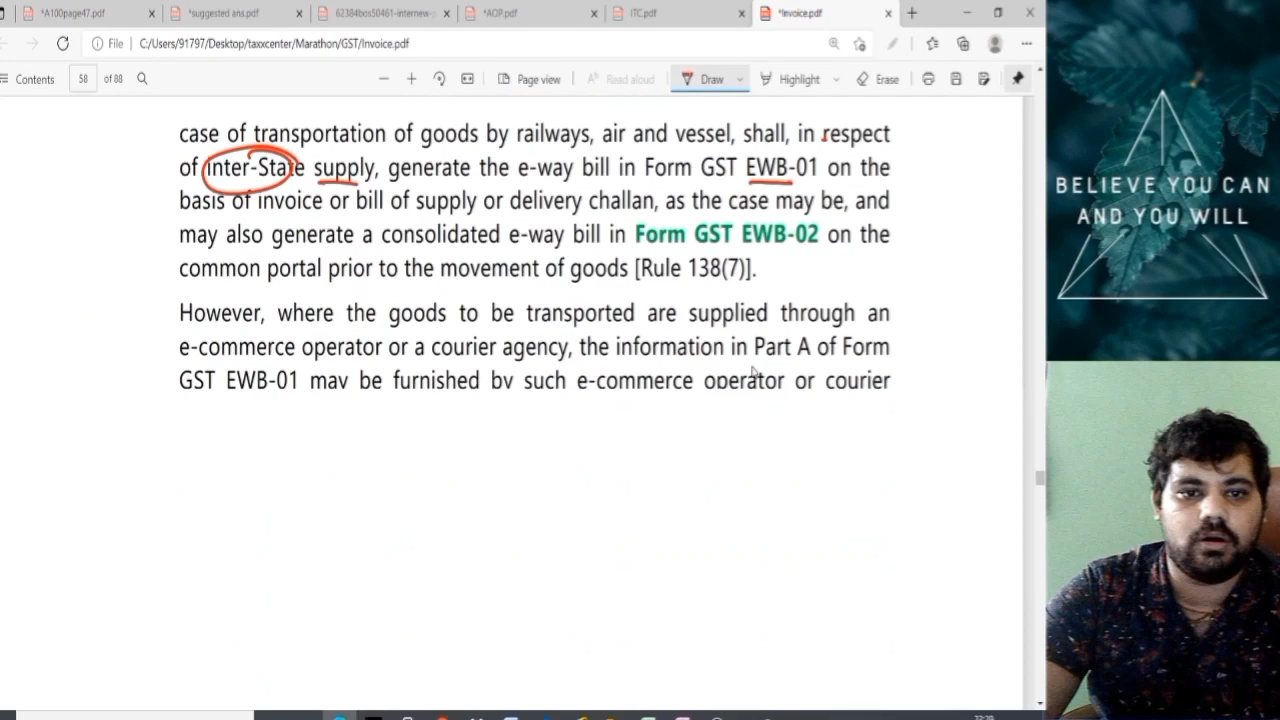 *A100page47.pdf
*suggested ans.pdf
62384bos50461-internew-
*AOP.pdf
ITC.pdf
*Invoice.pdf
File
C:/Users/91797/Desktop/taxxcenter/Marathon/GST/Invoice.pdf
Contents
58
of 88
Page view
Read aloud
Draw
Highlight
Erase
case of transportation of goods by railways, air and vessel, shall, in respect
of inter-State supply, generate the e-way bill in Form GST EWB-01 on the
basis of invoice or bill of supply or delivery challan, as the case may be, and
may also generate a consolidated e-way bill in Form GST EWB-02 on the
common portal prior to the movement of goods [Rule 138(7)].
However, where the goods to be transported are supplied through an
e-commerce operator or a courier agency, the information in Part A of Form
GST EWB-01 may be furnished by such e-commerce operator or courier
BELIEVE YOU CAN
AND YOU WILL